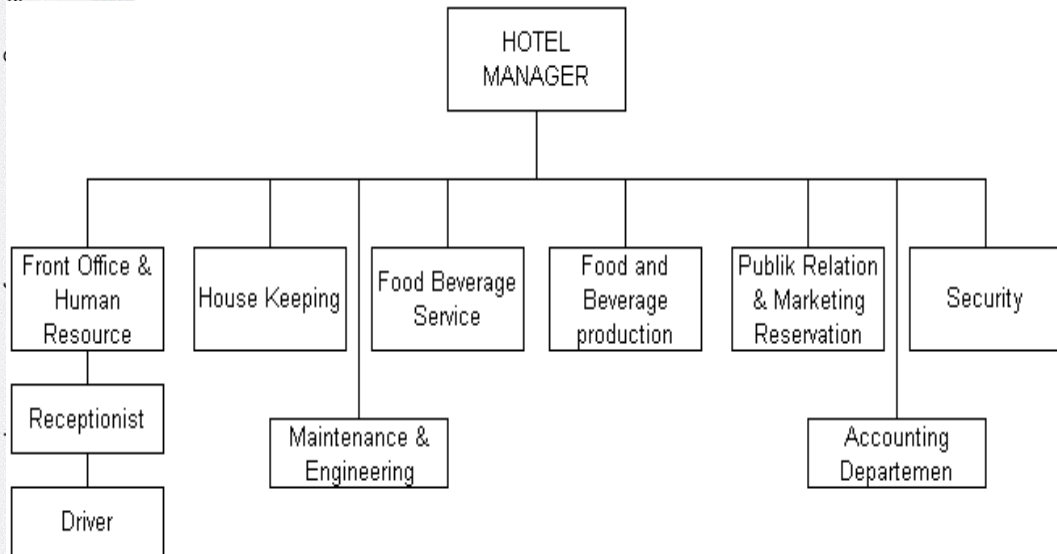 HOTEL
MANAGER
Front Office &
Human
Resource
House Keeping
Food Beverage
Service
Food and
Beverage
production
Publik Relation
& Marketing
Reservation
Security
Receptionist
Maintenance &
Engineering
Accounting
Departemen
Driver